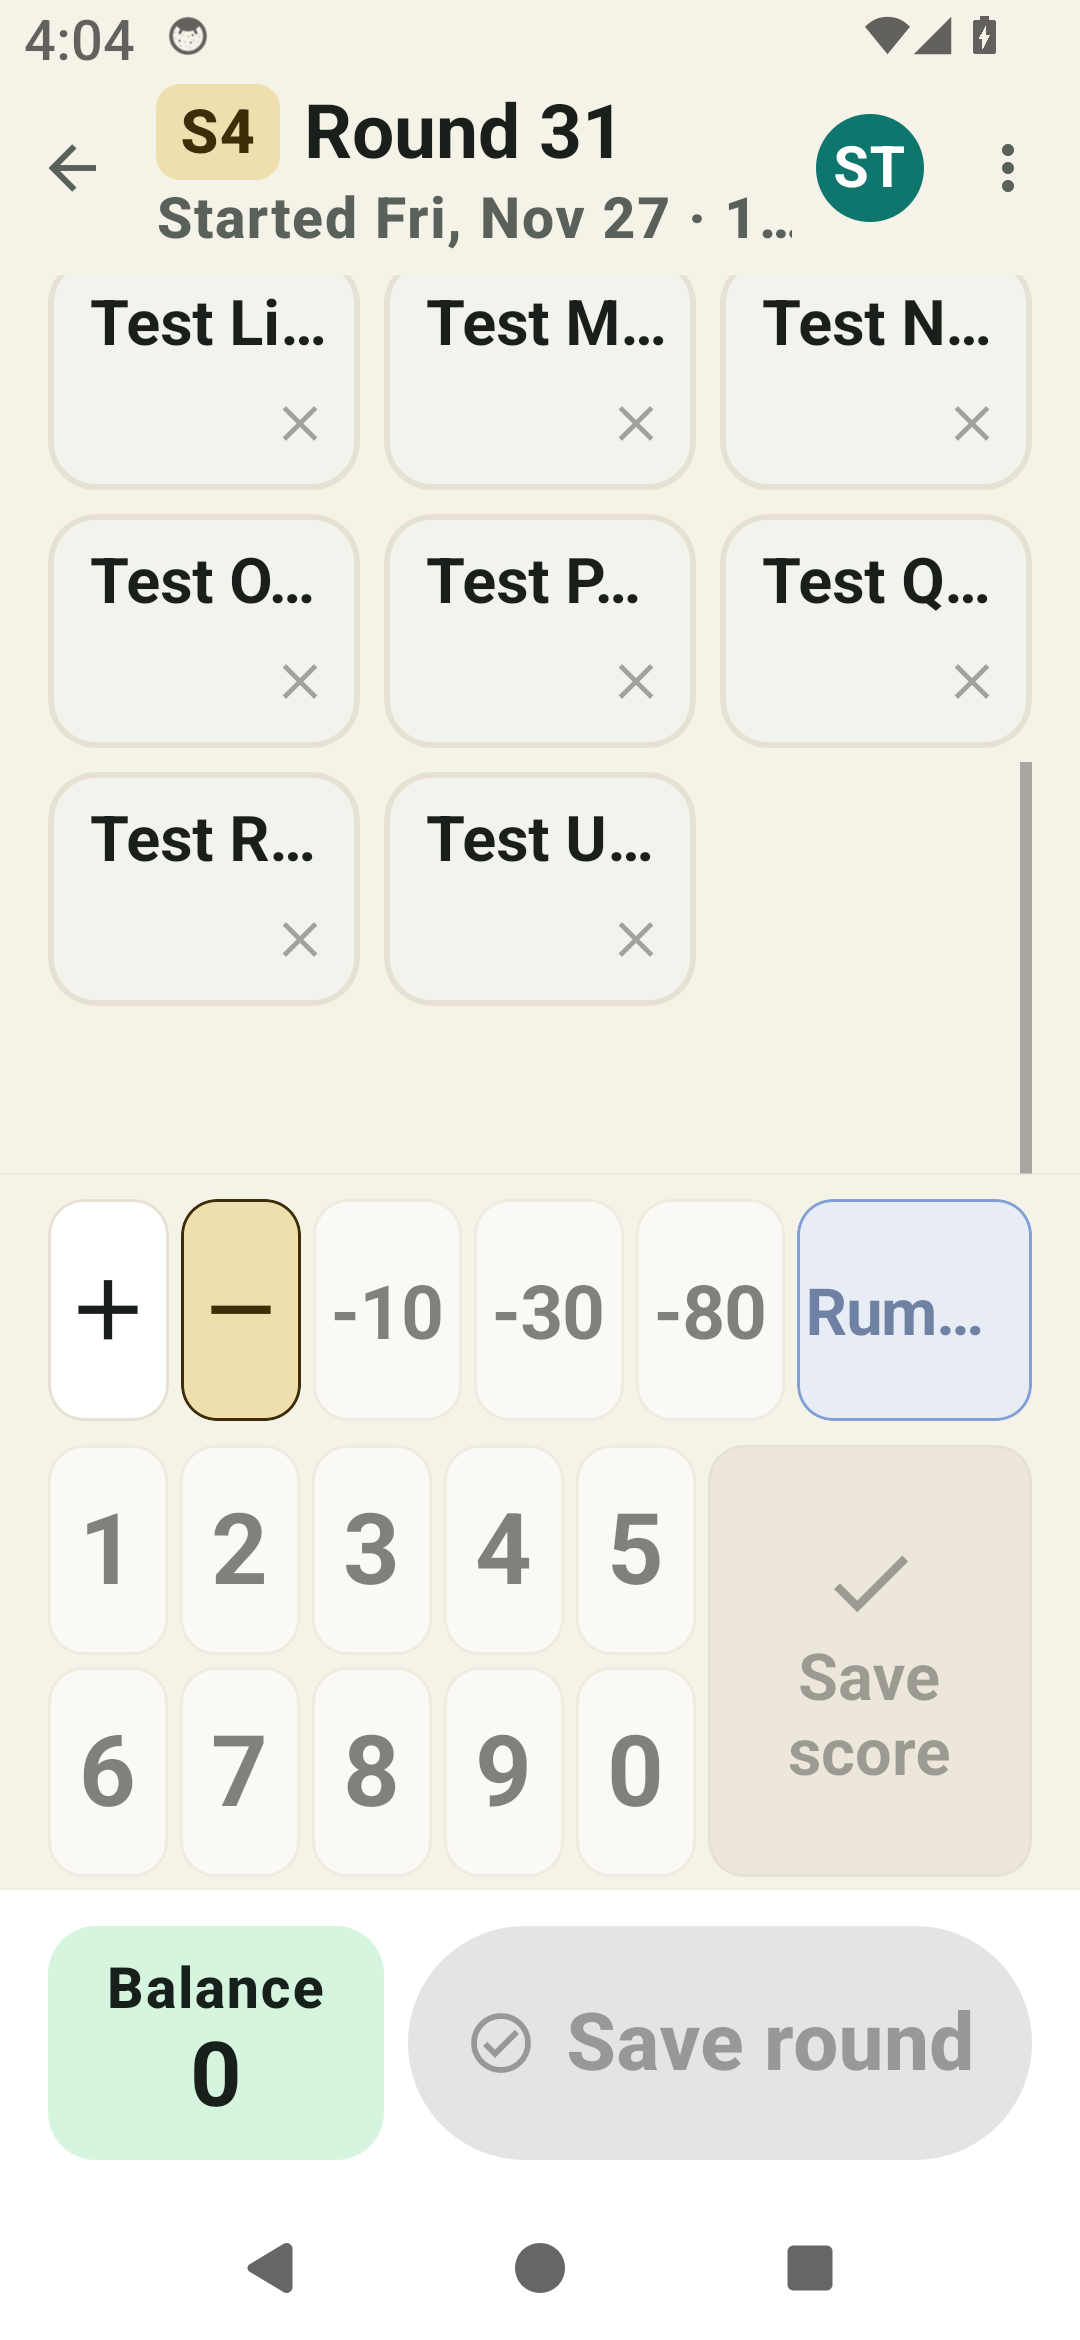 4:04
S4 Round 31
Started Fri, Nov 27 · 1...
ST
Test Li...
Test M...
Test N...
Test O...
Test P...
Test Q...
Test R...
Test U...
+ − -10 -30 -80 Rum...
1 2 3 4 5
6 7 8 9 0
Save
score
Balance
0
Save round